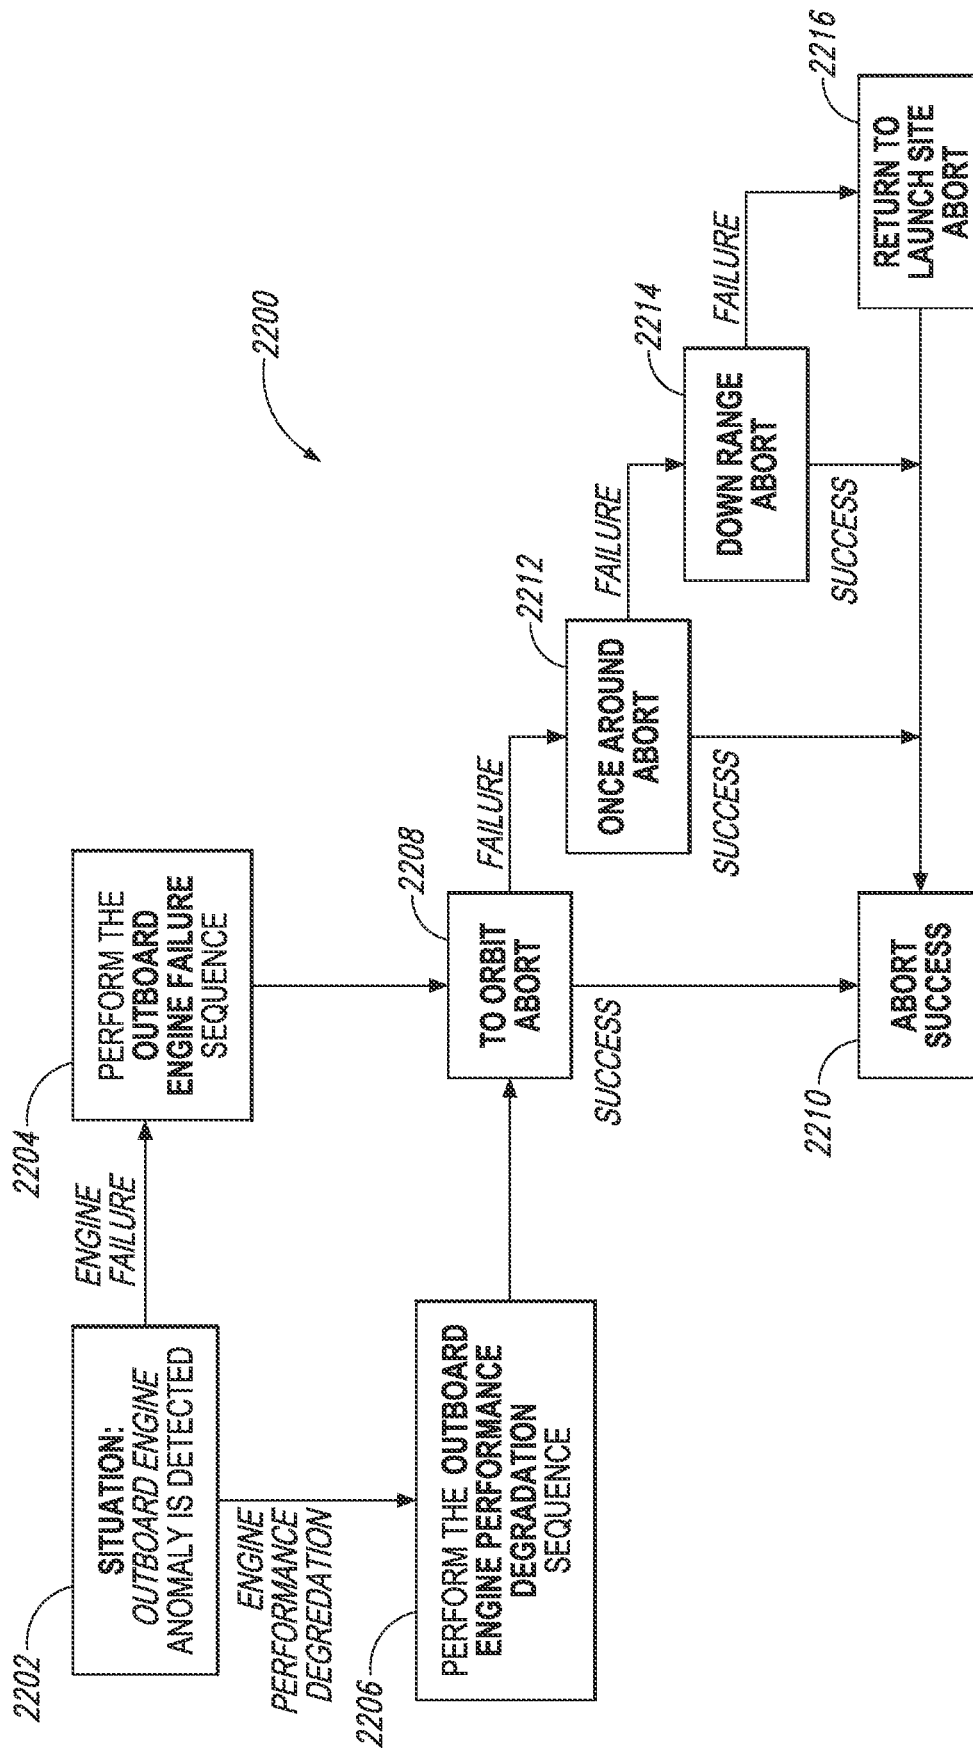 2200
2202
SITUATION:
OUTBOARD ENGINE
ANOMALY IS DETECTED
ENGINE
FAILURE
2204
PERFORM THE
OUTBOARD
ENGINE FAILURE
SEQUENCE
ENGINE
PERFORMANCE
DEGREDATION
2206
PERFORM THE OUTBOARD
ENGINE PERFORMANCE
DEGRADATION
SEQUENCE
2208
TO ORBIT
ABORT
FAILURE
SUCCESS
2212
ONCE AROUND
ABORT
FAILURE
SUCCESS
2214
DOWN RANGE
ABORT
FAILURE
SUCCESS
2216
RETURN TO
LAUNCH SITE
ABORT
2210
ABORT
SUCCESS